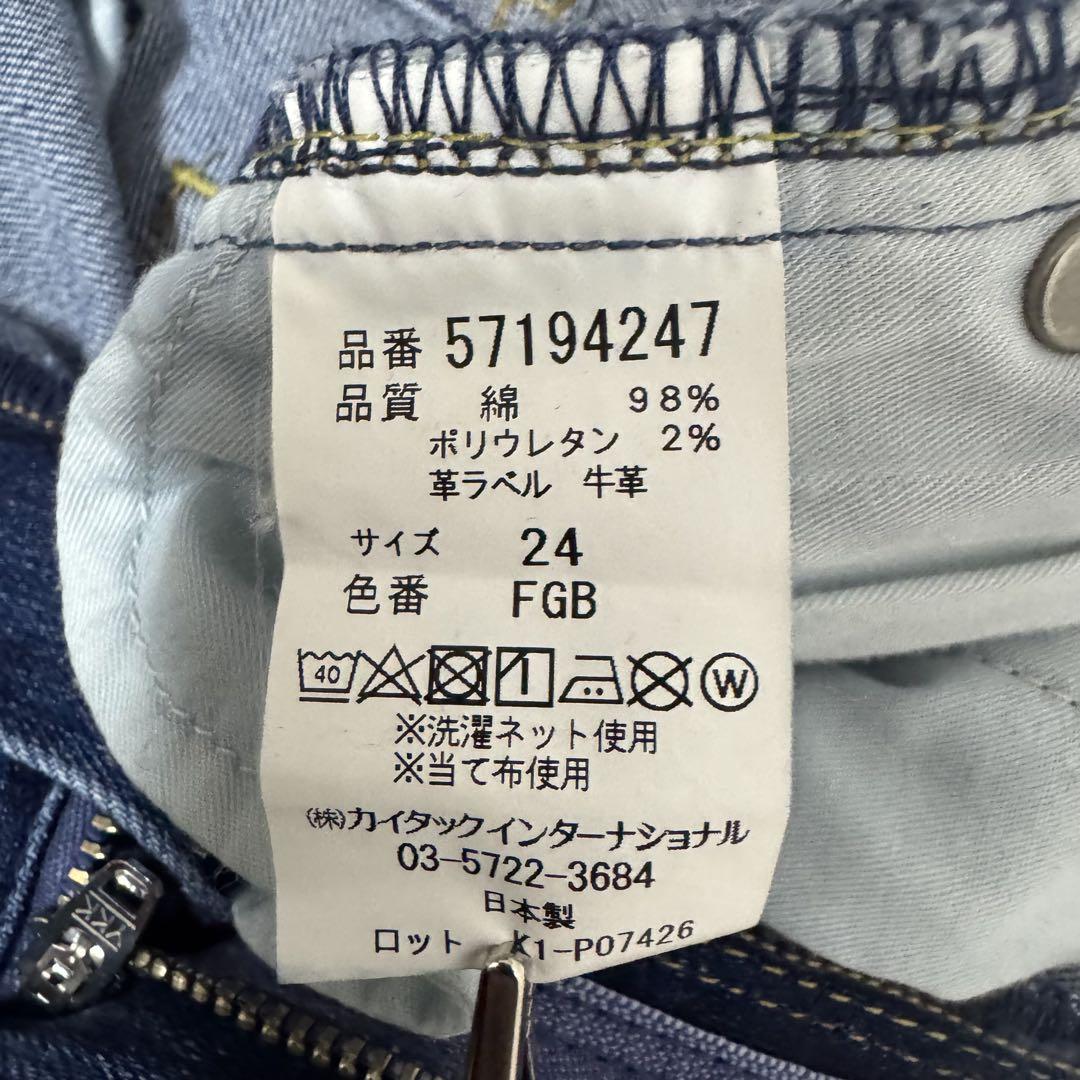 品番 57194247
品質 綿 98%
ポリウレタン 2%
革ラベル 牛革
サイズ 24
色番 FGB
40 W
※洗濯ネット使用
※当て布使用
(株)カイタックインターナショナル
03-5722-3684
日本製
ロット K1-P07426